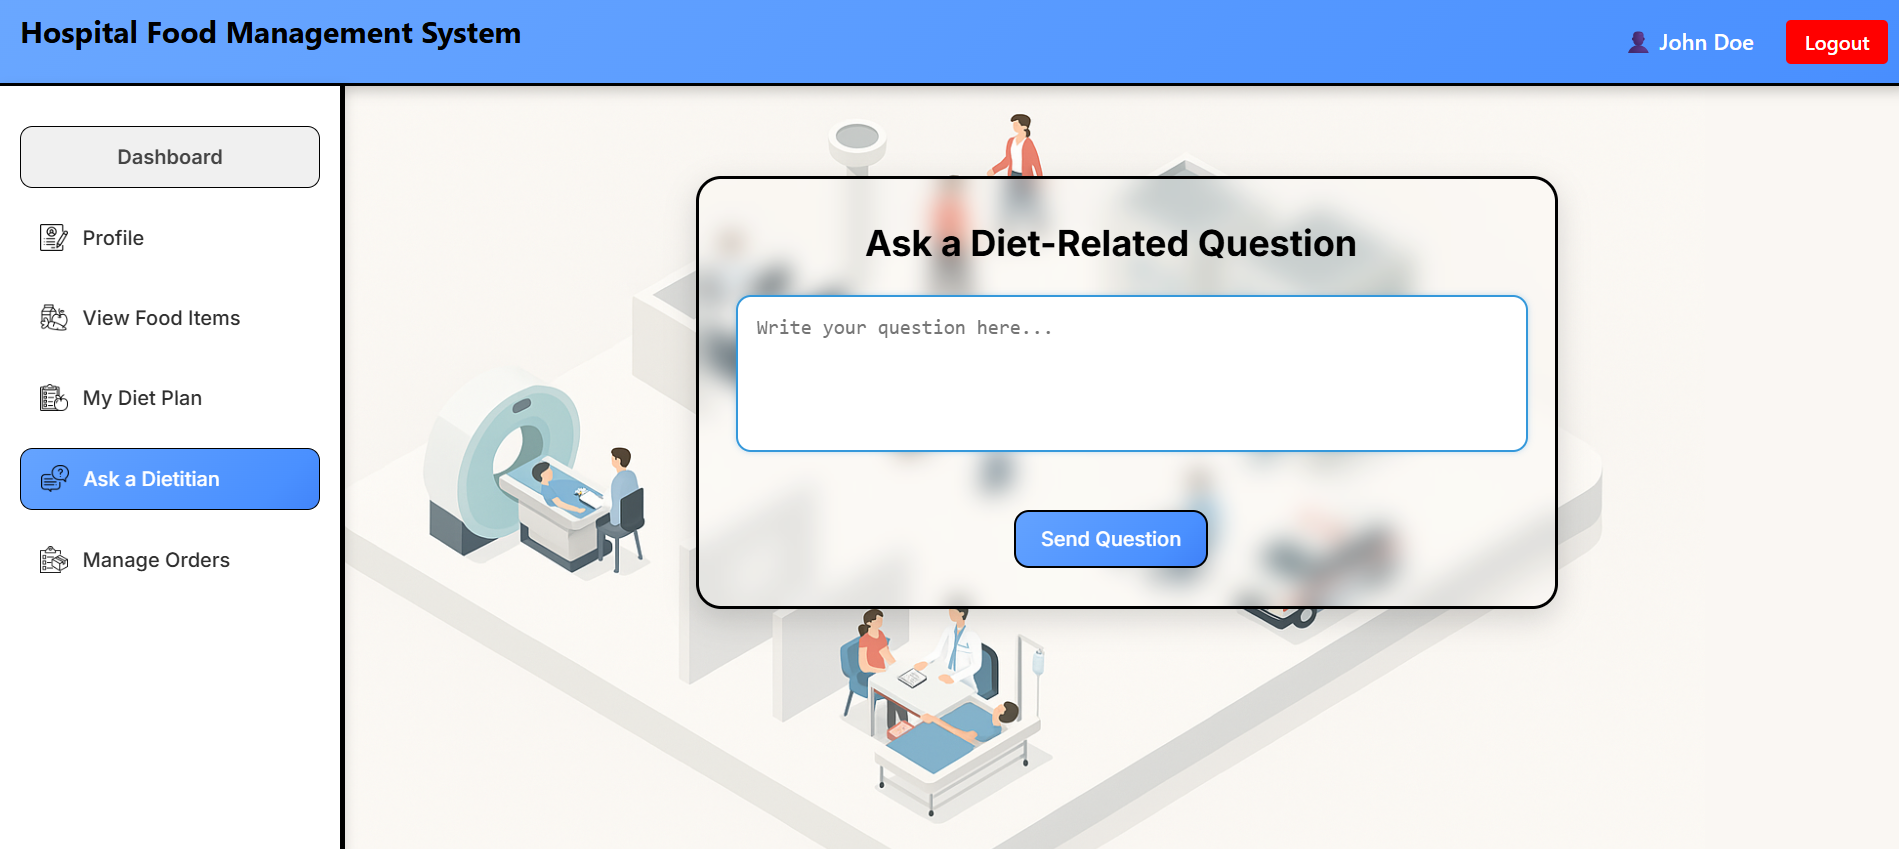 Hospital Food Management System
John Doe
Logout
Dashboard
Profile
View Food Items
My Diet Plan
Ask a Dietitian
Manage Orders
Ask a Diet-Related Question
Write your question here...
Send Question